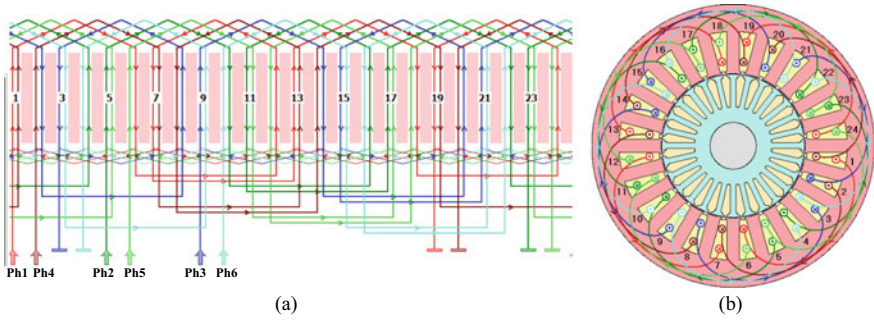 1 3 5 7 9 11 13 15 17 19 21 23
Ph1 Ph4 Ph2 Ph5 Ph3 Ph6
(a)
18 19 20 21 22 23 24 1 2 3 4 5 6 7 8 9 10 11 12 13 14 15 16 17
(b)